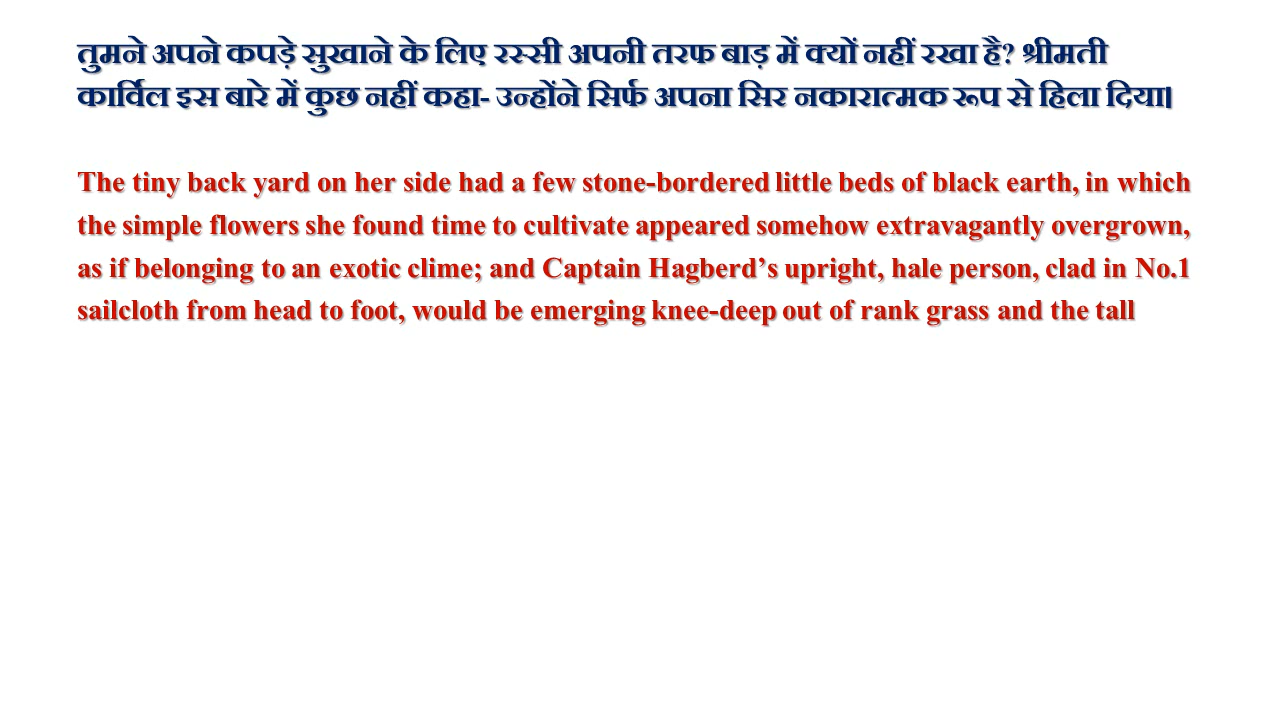 तुमने अपने कपड़े सुखाने के लिए रस्सी अपनी तरफ बाड़ में क्यों नहीं रखा है? श्रीमती
कार्विल इस बारे में कुछ नहीं कहा- उन्होंने सिर्फ अपना सिर नकारात्मक रूप से हिला दिया।
The tiny back yard on her side had a few stone-bordered little beds of black earth, in which
the simple flowers she found time to cultivate appeared somehow extravagantly overgrown,
as if belonging to an exotic clime; and Captain Hagberd’s upright, hale person, clad in No.1
sailcloth from head to foot, would be emerging knee-deep out of rank grass and the tall